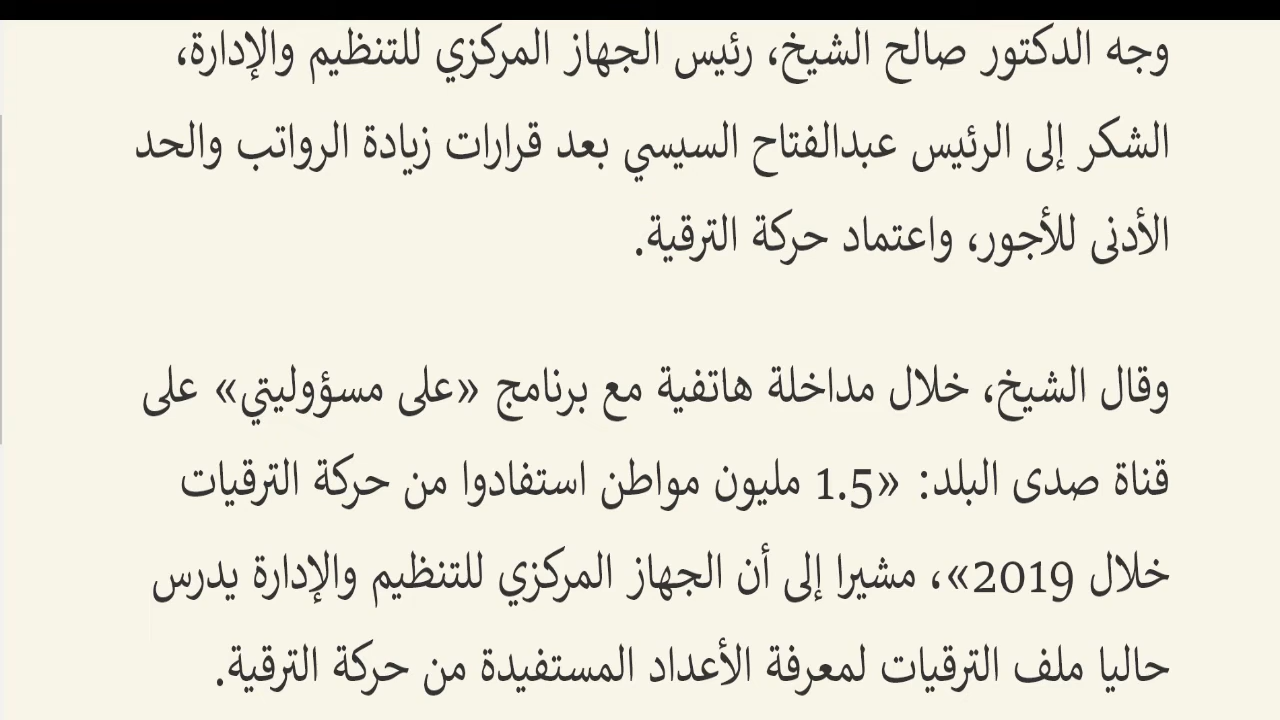 وجه الدكتور صالح الشيخ، رئيس الجهاز المركزي للتنظيم والإدارة،
الشكر إلى الرئيس عبدالفتاح السيسي بعد قرارات زيادة الرواتب والحد
الأدنى للأجور، واعتماد حركة الترقية.
وقال الشيخ، خلال مداخلة هاتفية مع برنامج «على مسؤوليتي» على
قناة صدى البلد: «1.5 مليون مواطن استفادوا من حركة الترقيات
خلال 2019»، مشيرا إلى أن الجهاز المركزي للتنظيم والإدارة يدرس
حاليا ملف الترقيات لمعرفة الأعداد المستفيدة من حركة الترقية.